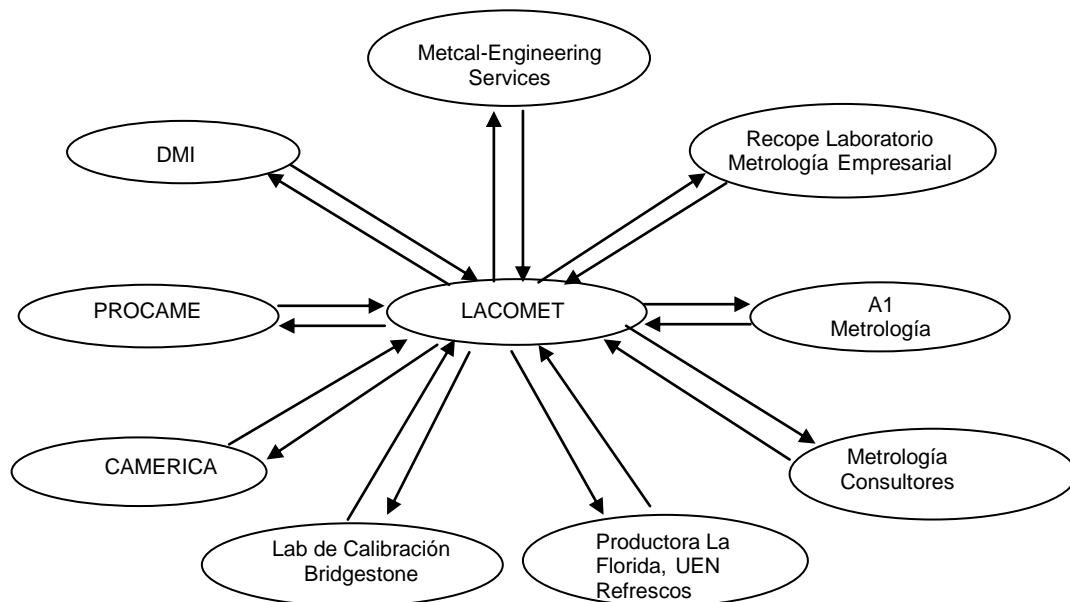 Metcal-Engineering
Services
DMI
Recope Laboratorio
Metrología Empresarial
PROCAME
LACOMET
A1
Metrología
CAMERICA
Metrología
Consultores
Lab de Calibración
Bridgestone
Productora La
Florida, UEN
Refrescos